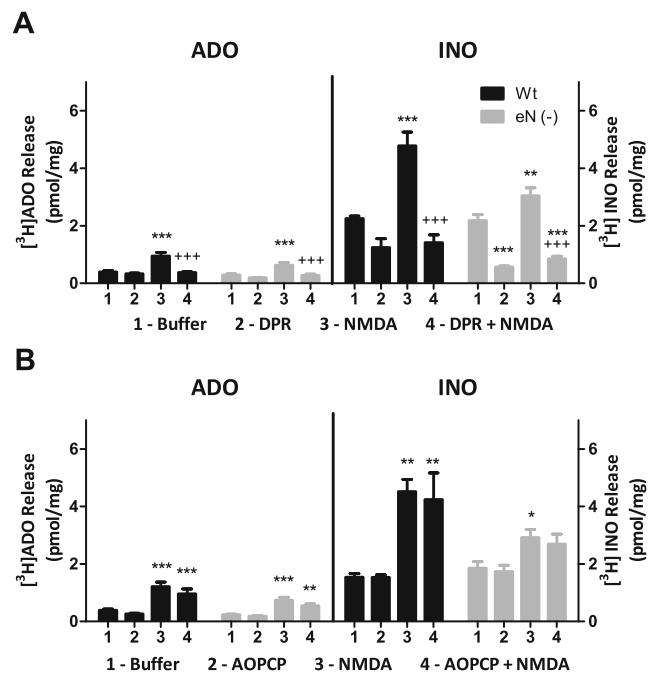 A
ADO INO
Wt
eN (-)
[³H]ADO Release
(pmol/mg)
6
4
2
0
***
+++
***
+++
***
+++
***
**
***
+++
6
4
2
0
[³H] INO Release
(pmol/mg)
1 2 3 4 1 2 3 4 1 2 3 4 1 2 3 4
1 - Buffer 2 - DPR 3 - NMDA 4 - DPR + NMDA
B
ADO INO
[³H]ADO Release
(pmol/mg)
6
4
2
0
***
***
***
**
**
**
*
6
4
2
0
[³H] INO Release
(pmol/mg)
1 2 3 4 1 2 3 4 1 2 3 4 1 2 3 4
1 - Buffer 2 - AOPCP 3 - NMDA 4 - AOPCP + NMDA